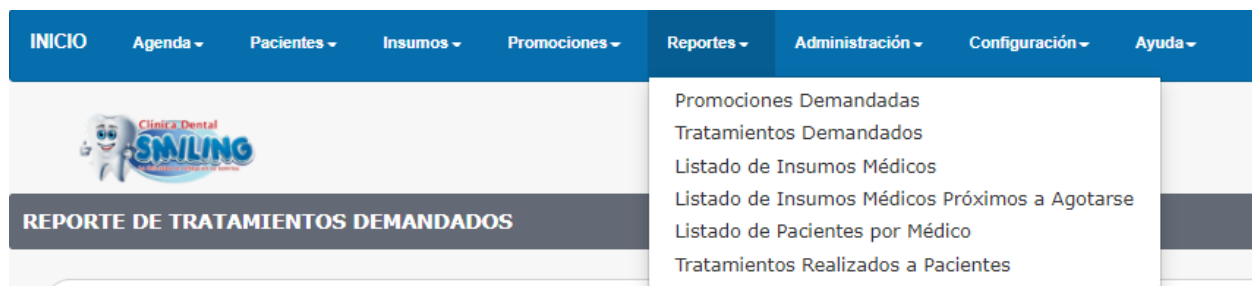 INICIO Agenda Pacientes Insumos Promociones Reportes Administración Configuración Ayuda
Promociones Demandadas
Tratamientos Demandados
Listado de Insumos Médicos
Listado de Insumos Médicos Próximos a Agotarse
Listado de Pacientes por Médico
Tratamientos Realizados a Pacientes
Clínica Dental
SMILING
REPORTE DE TRATAMIENTOS DEMANDADOS